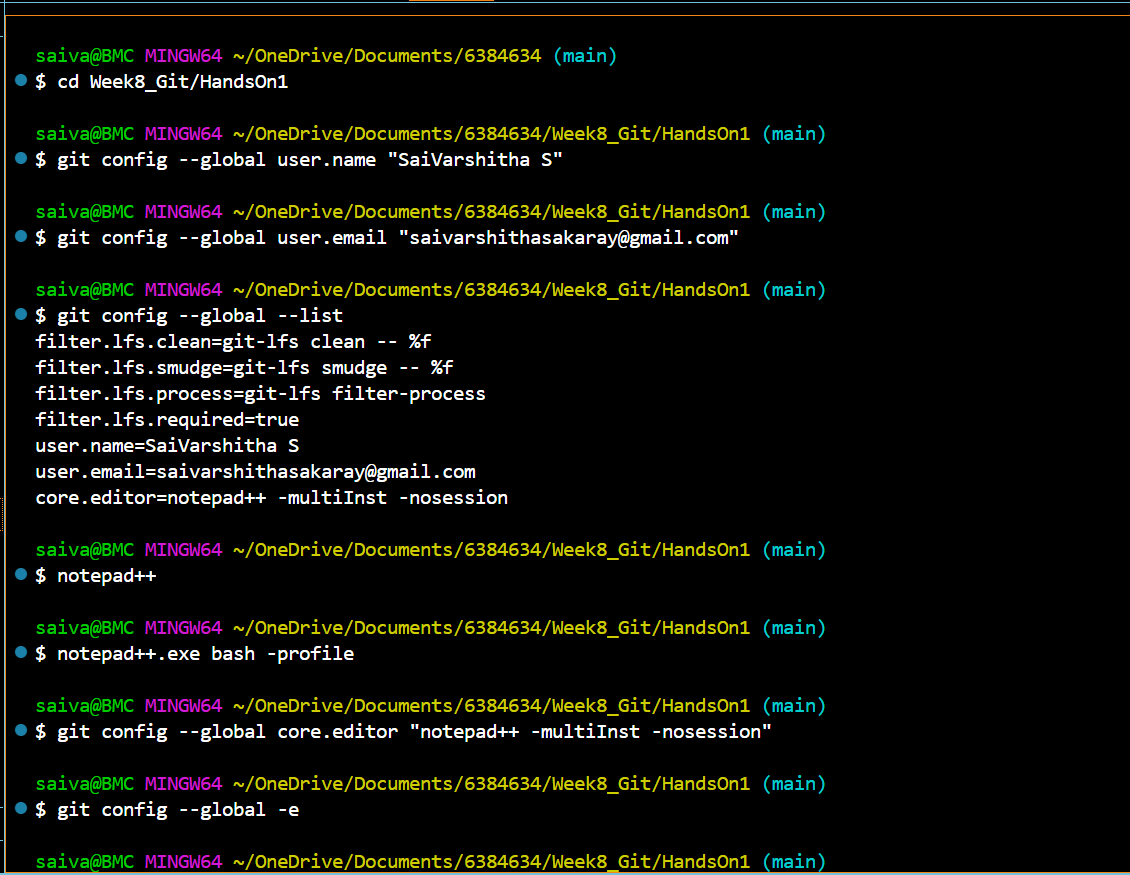 saiva@BMC MINGW64 ~/OneDrive/Documents/6384634 (main)
$ cd Week8_Git/HandsOn1
saiva@BMC MINGW64 ~/OneDrive/Documents/6384634/Week8_Git/HandsOn1 (main)
$ git config --global user.name "SaiVarshitha S"
saiva@BMC MINGW64 ~/OneDrive/Documents/6384634/Week8_Git/HandsOn1 (main)
$ git config --global user.email "saivarshithasakaray@gmail.com"
saiva@BMC MINGW64 ~/OneDrive/Documents/6384634/Week8_Git/HandsOn1 (main)
$ git config --global --list
filter.lfs.clean=git-lfs clean -- %f
filter.lfs.smudge=git-lfs smudge -- %f
filter.lfs.process=git-lfs filter-process
filter.lfs.required=true
user.name=SaiVarshitha S
user.email=saivarshithasakaray@gmail.com
core.editor=notepad++ -multiInst -nosession
saiva@BMC MINGW64 ~/OneDrive/Documents/6384634/Week8_Git/HandsOn1 (main)
$ notepad++
saiva@BMC MINGW64 ~/OneDrive/Documents/6384634/Week8_Git/HandsOn1 (main)
$ notepad++.exe bash -profile
saiva@BMC MINGW64 ~/OneDrive/Documents/6384634/Week8_Git/HandsOn1 (main)
$ git config --global core.editor "notepad++ -multiInst -nosession"
saiva@BMC MINGW64 ~/OneDrive/Documents/6384634/Week8_Git/HandsOn1 (main)
$ git config --global -e
saiva@BMC MINGW64 ~/OneDrive/Documents/6384634/Week8_Git/HandsOn1 (main)